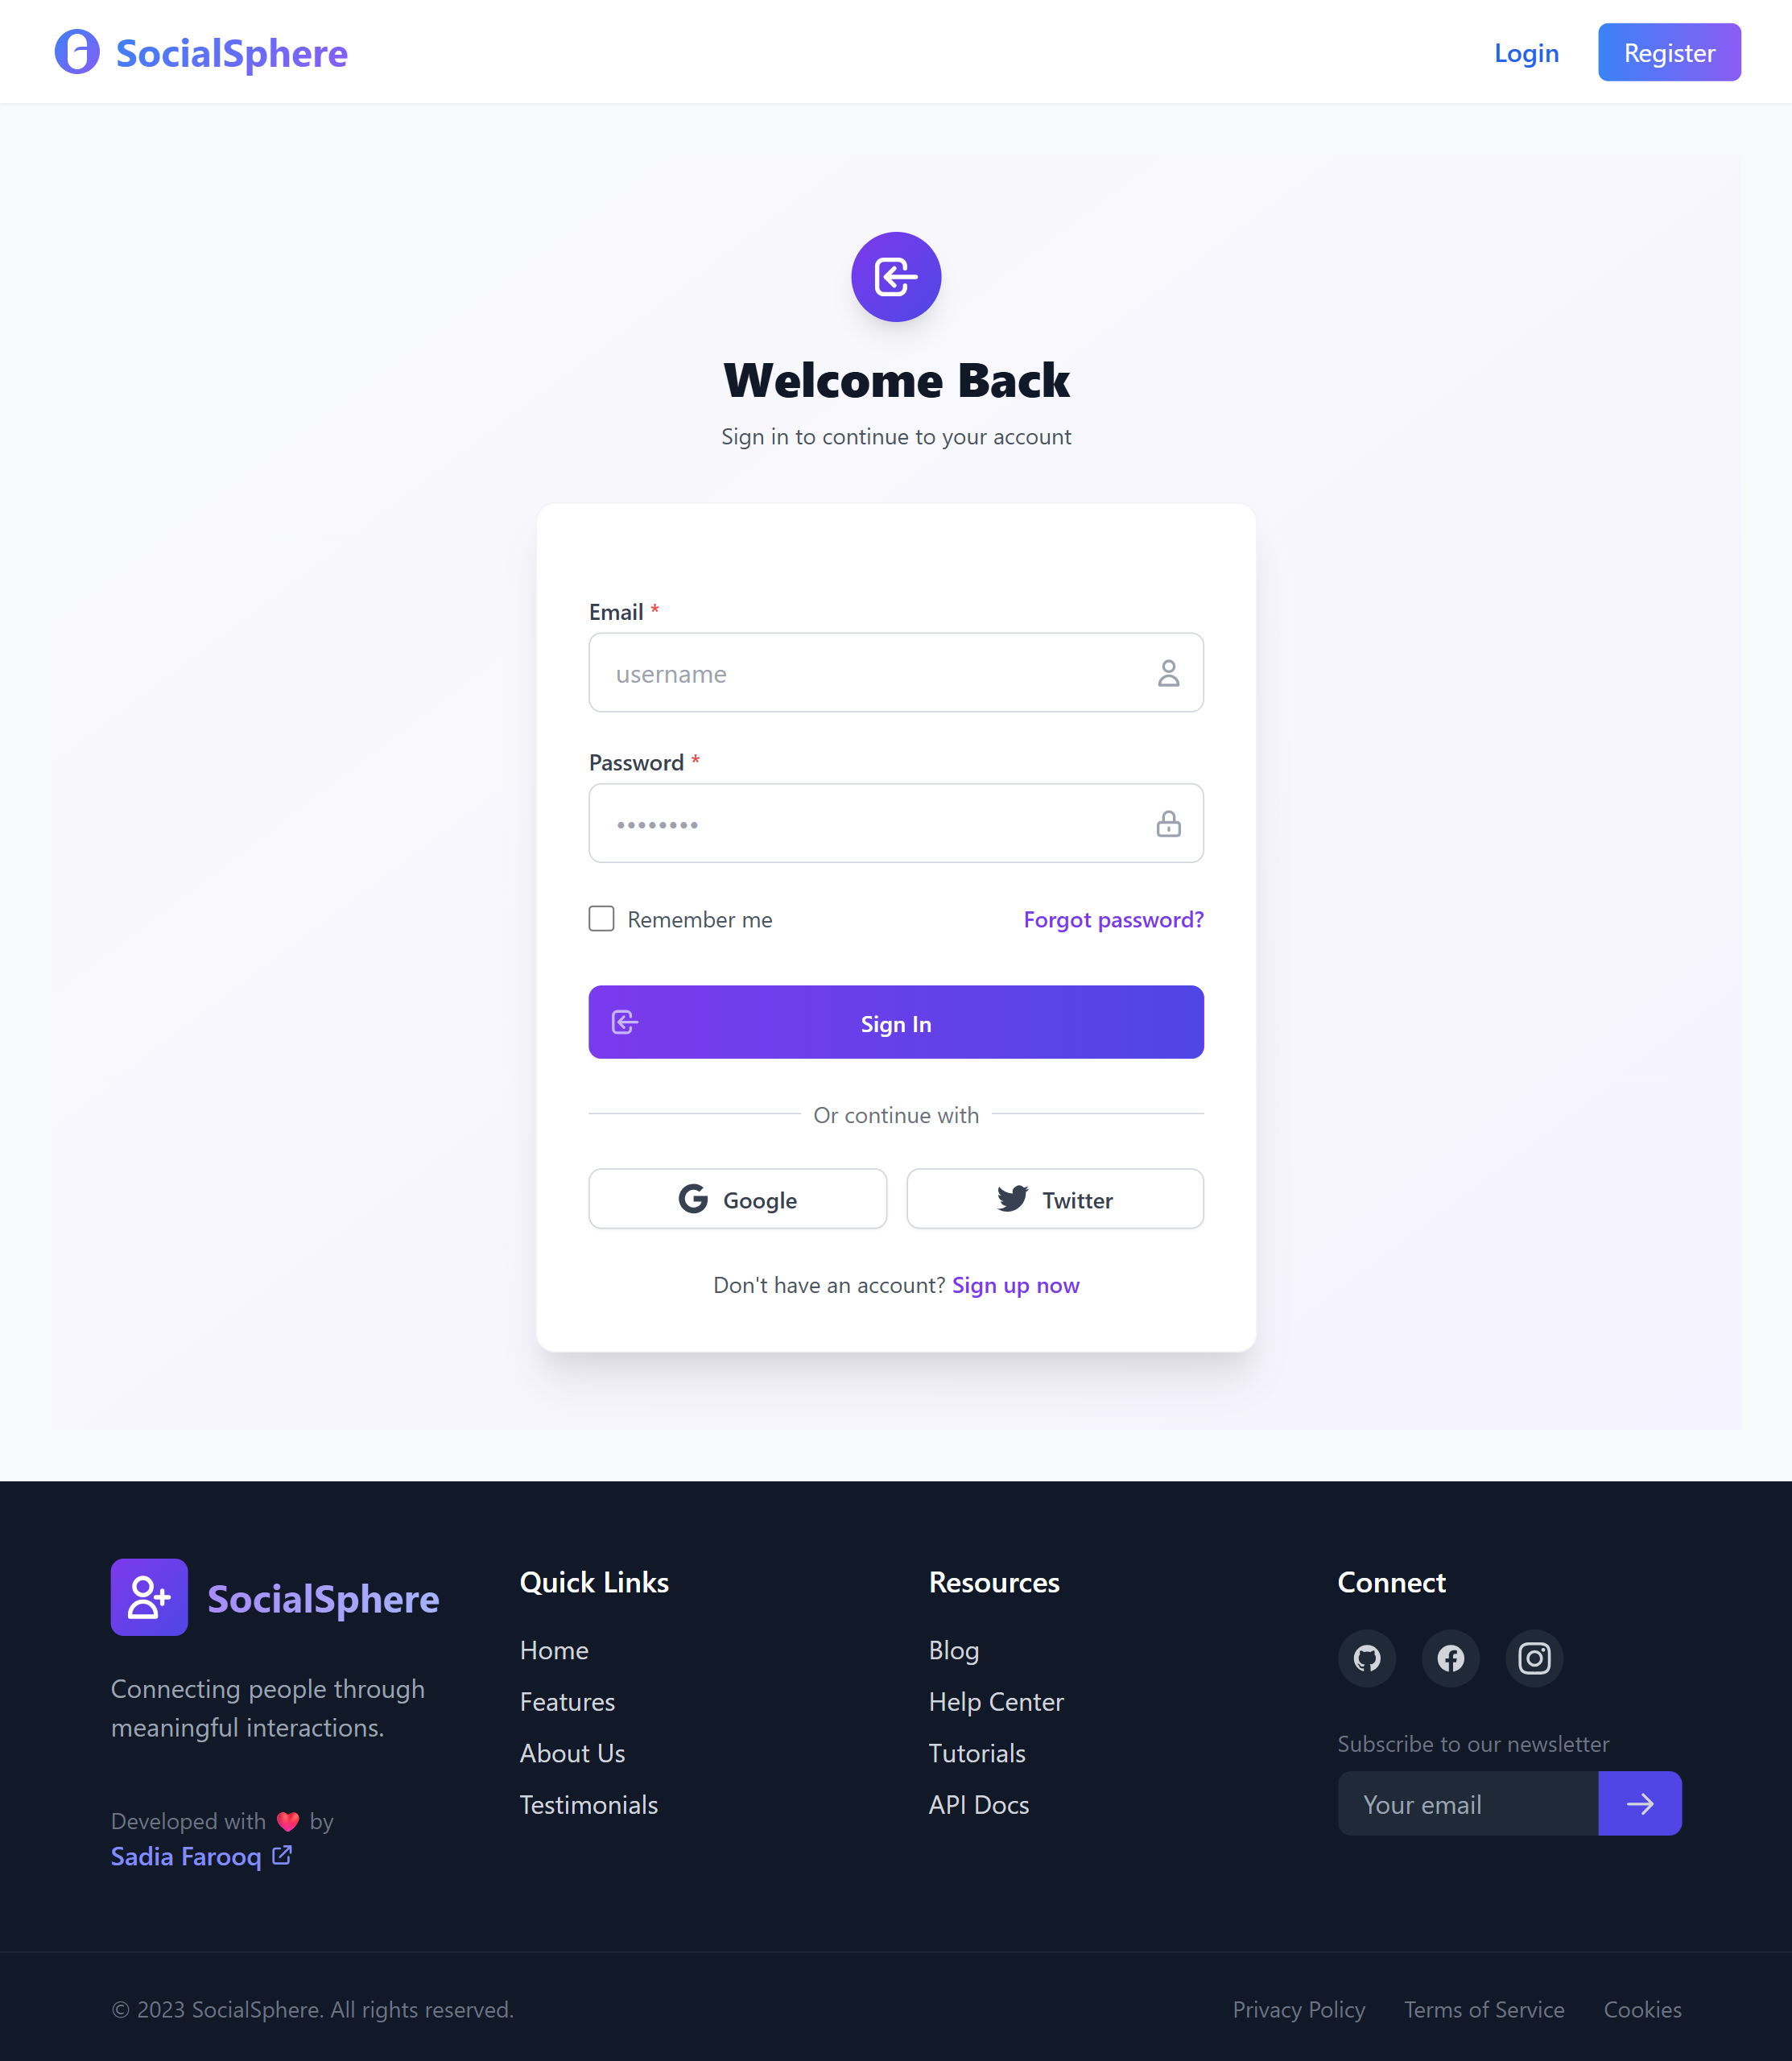 SocialSphere
Login
Register
Welcome Back
Sign in to continue to your account
Email *
username
Password *
••••••••
Remember me
Forgot password?
Sign In
Or continue with
Google
Twitter
Don't have an account? Sign up now
SocialSphere
Connecting people through
meaningful interactions.
Developed with ❤️ by
Sadia Farooq
Quick Links
Home
Features
About Us
Testimonials
Resources
Blog
Help Center
Tutorials
API Docs
Connect
Subscribe to our newsletter
Your email
© 2023 SocialSphere. All rights reserved.
Privacy Policy
Terms of Service
Cookies